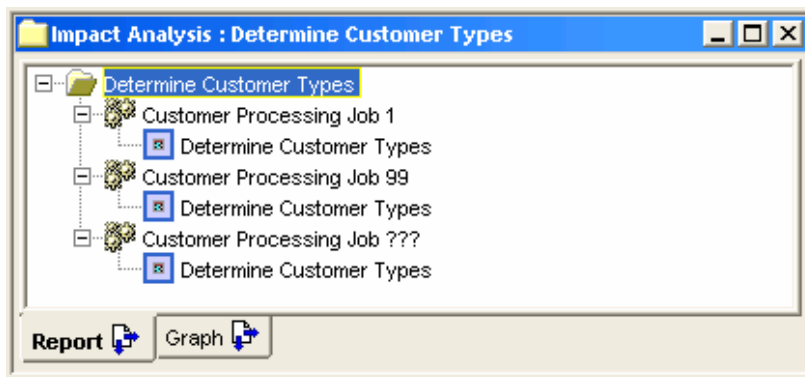 Impact Analysis : Determine Customer Types
Determine Customer Types
Customer Processing Job 1
Determine Customer Types
Customer Processing Job 99
Determine Customer Types
Customer Processing Job ???
Determine Customer Types
Report Graph